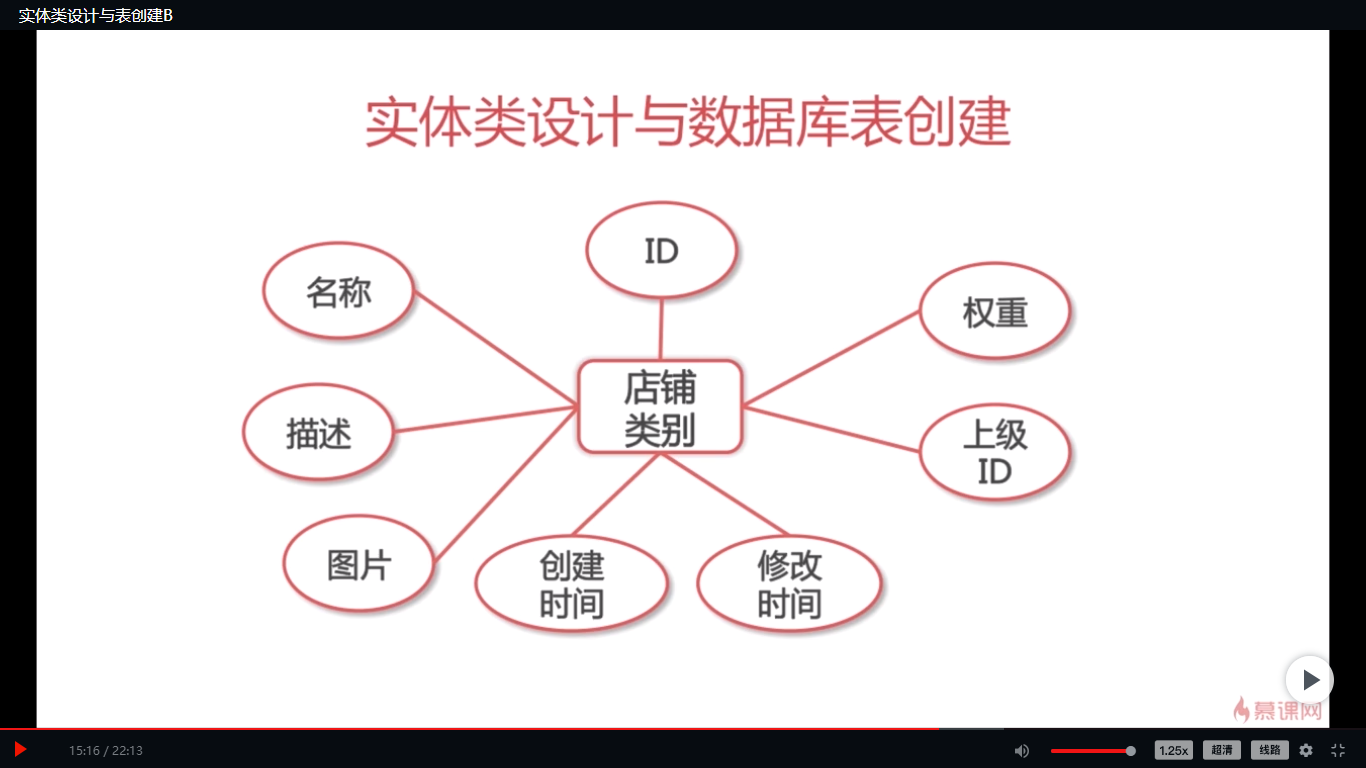 实体类设计与表创建B
实体类设计与数据库表创建
ID
名称
权重
店铺
类别
描述
上级
ID
图片
创建
时间
修改
时间
慕课网
15:16 / 22:13
1.25x
超清
线路